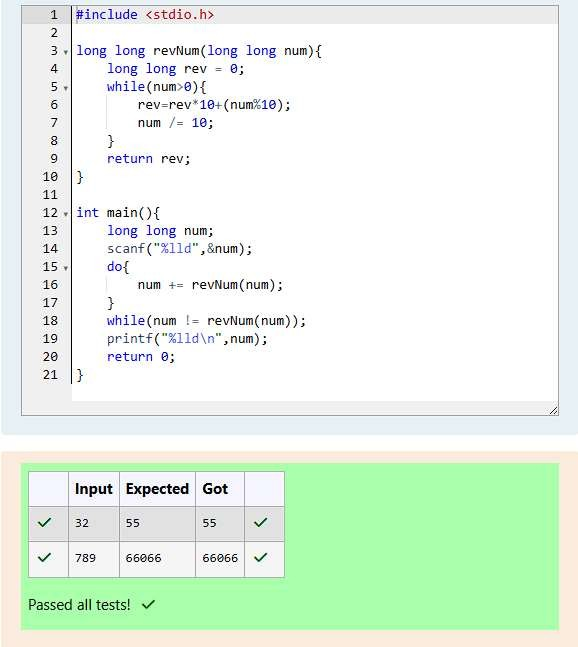 1 #include <stdio.h>
2
3 long long revNum(long long num){
4     long long rev = 0;
5     while(num>0){
6         rev=rev*10+(num%10);
7         num /= 10;
8     }
9     return rev;
10 }
11
12 int main(){
13     long long num;
14     scanf("%lld",&num);
15     do{
16         num += revNum(num);
17     }
18     while(num != revNum(num));
19     printf("%lld\n",num);
20     return 0;
21 }
Input Expected Got
32 55 55
789 66066 66066
Passed all tests!